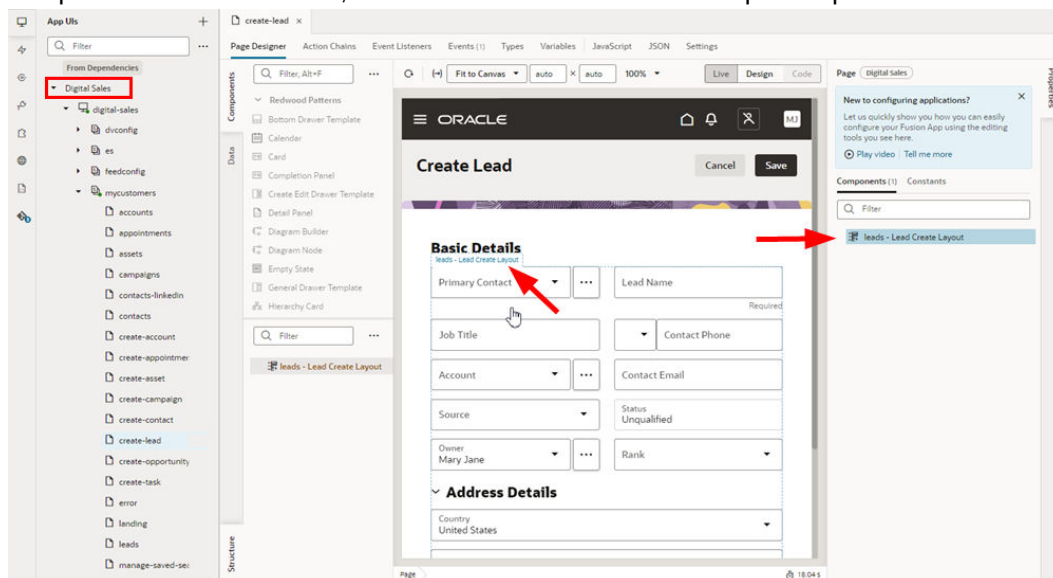 App UIs
create-lead
Filter
From Dependencies
Digital Sales
digital-sales
dvconfig
es
feedconfig
mycustomers
accounts
appointments
assets
campaigns
contacts-linkedin
contacts
create-account
create-appointmer
create-asset
create-campaign
create-contact
create-lead
create-opportunity
create-task
error
landing
leads
manage-saved-sea
Page Designer Action Chains Event Listeners Events (1) Types Variables JavaScript JSON Settings
Components
Data
Structure
Filter, Alt+F
Redwood Patterns
Bottom Drawer Template
Calendar
Card
Completion Panel
Create Edit Drawer Template
Detail Panel
Diagram Builder
Diagram Node
Empty State
General Drawer Template
Hierarchy Card
Filter
leads - Lead Create Layout
Fit to Canvas auto × auto 100% Live Design Code
ORACLE MJ
Create Lead Cancel Save
Basic Details
leads - Lead Create Layout
Primary Contact Lead Name
Required
Job Title Contact Phone
Account Contact Email
Source Status
Unqualified
Owner
Mary Jane Rank
Address Details
Country
United States
Page 18.04 s
Page Digital Sales
Properties
New to configuring applications?
Let us quickly show you how you can easily
configure your Fusion App using the editing
tools you see here.
Play video Tell me more
Components (1) Constants
Filter
leads - Lead Create Layout